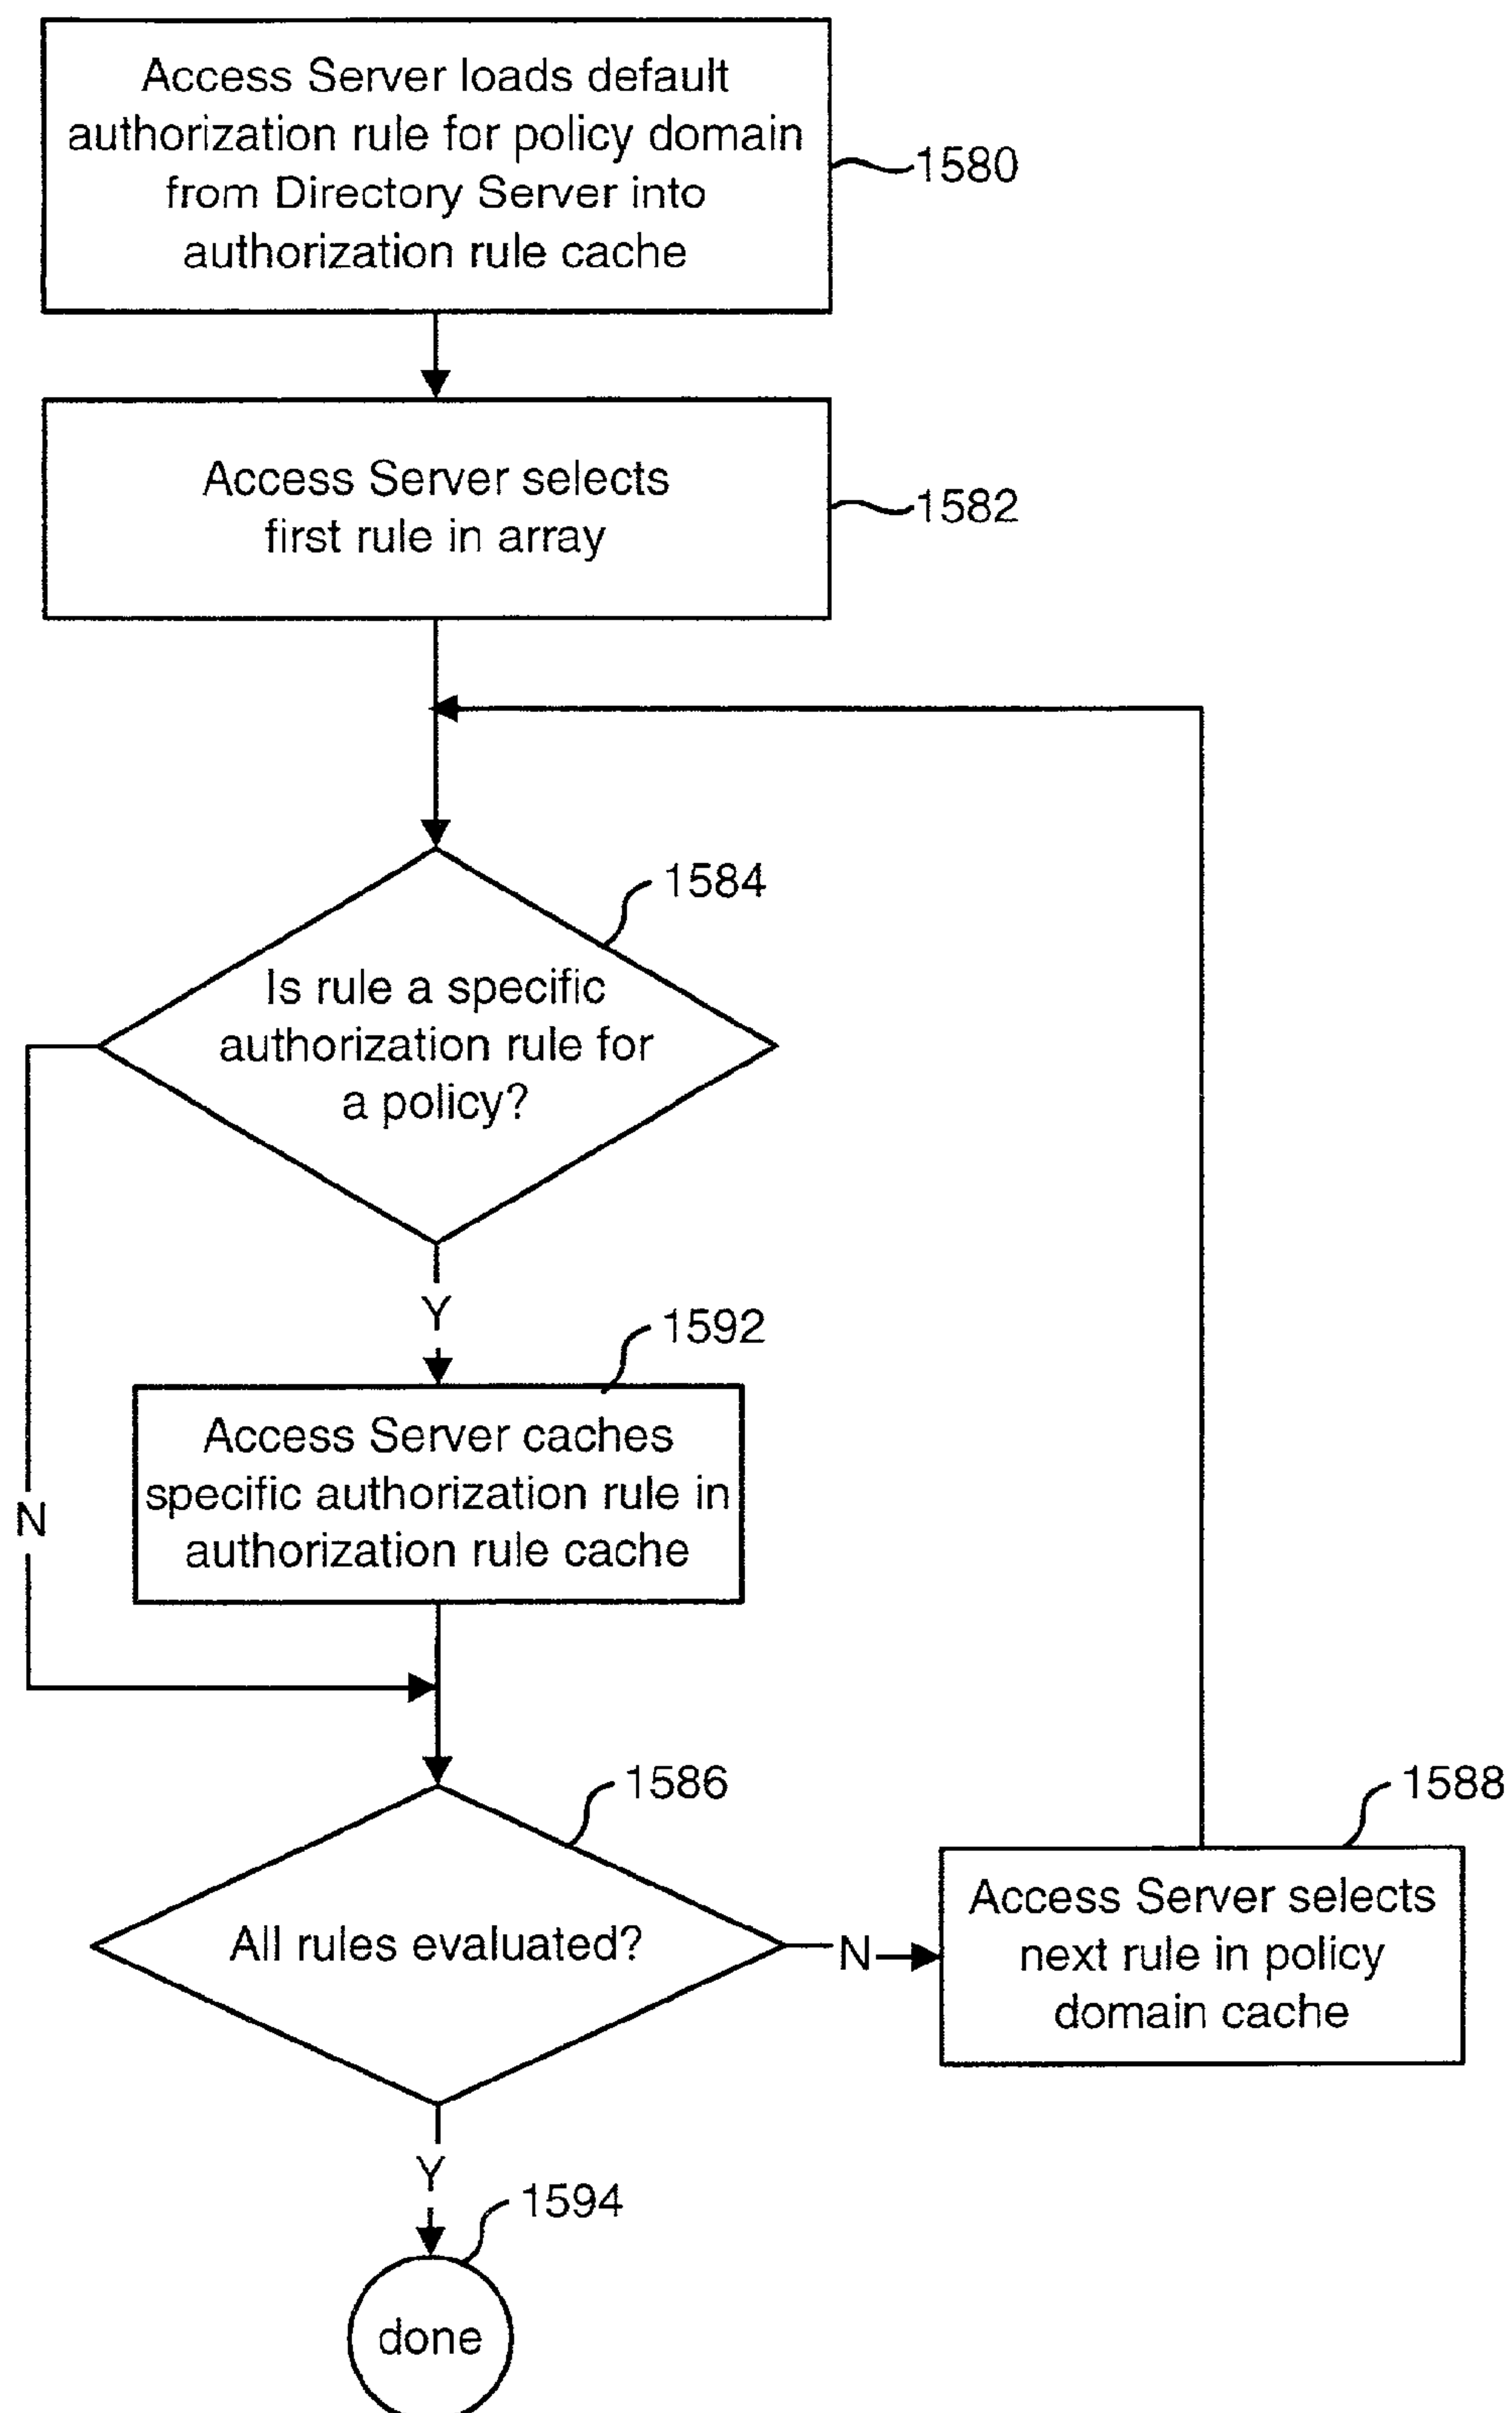 Access Server loads default
authorization rule for policy domain
from Directory Server into
authorization rule cache
1580
Access Server selects
first rule in array
1582
1584
Is rule a specific
authorization rule for
a policy?
Y
1592
Access Server caches
specific authorization rule in
authorization rule cache
N
1586
All rules evaluated?
N
1588
Access Server selects
next rule in policy
domain cache
Y
1594
done